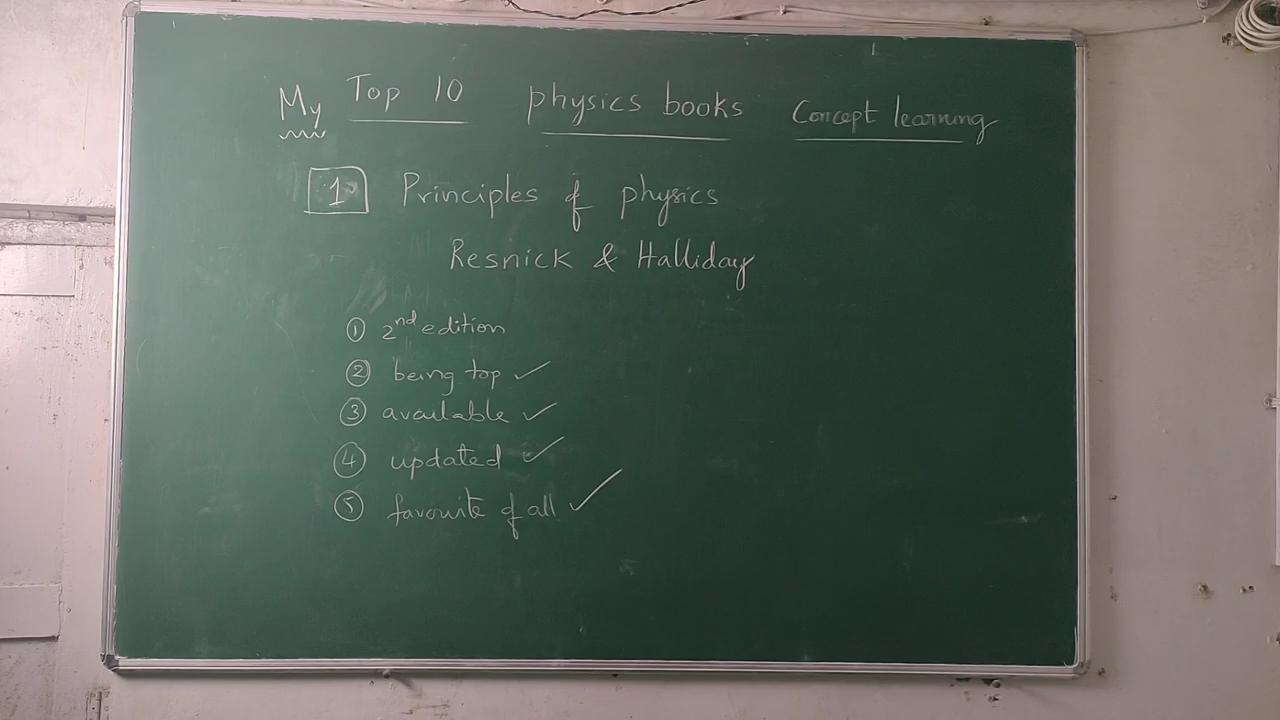 My Top 10 physics books Concept learning
1 Principles of physics
Resnick & Halliday
① 2nd edition
② being top ✓
③ available ✓
④ updated ✓
⑤ favourite of all ✓